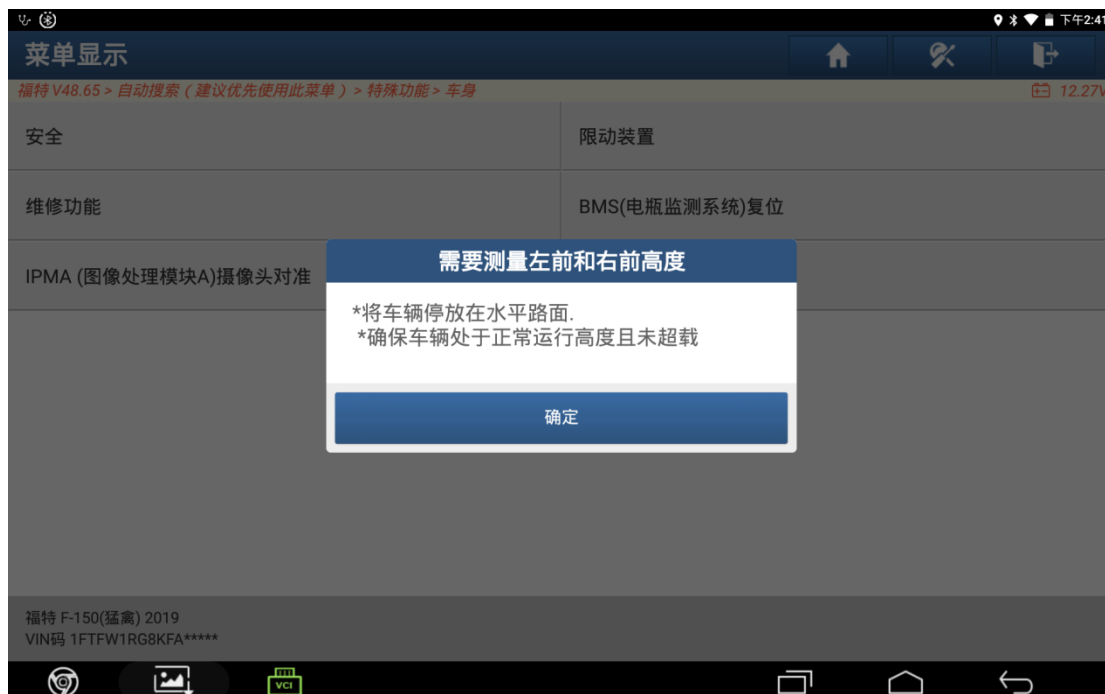 下午2:41
菜单显示
福特 V48.65 > 自动搜索 ( 建议优先使用此菜单 ) > 特殊功能 > 车身
12.27V
安全
限动装置
维修功能
BMS(电瓶监测系统)复位
IPMA (图像处理模块A)摄像头对准
需要测量左前和右前高度
*将车辆停放在水平路面.
*确保车辆处于正常运行高度且未超载
确定
福特 F-150(猛禽) 2019
VIN码 1FTFW1RG8KFA*****
VCI